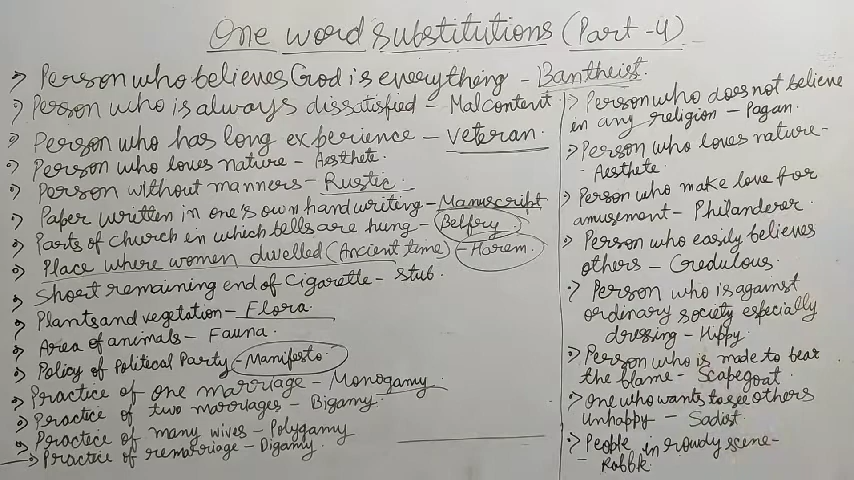 One word substitutions (Part-4)
Person who believes God is everything - Bantheist.
Person who is always dissatisfied - Malcontent
Person who has long experience - Veteran.
Person who loves nature - Aesthete.
Person without manners - Rustic.
Paper written in one's own handwriting - Manuscript
Parts of church in which tells are hung - Belfry
Place where women dwelled (Ancient time) - Harem.
Short remaining end of Cigarette - Stub.
Plants and vegetation - Flora.
Area of animals - Fauna.
Policy of Political Party - Manifesto.
Practice of one marriage - Monogamy.
Practice of two marriages - Bigamy.
Practice of many wives - Polygamy
Practice of remarriage - Digamy.
Person who does not believe
in any religion - Pagan.
Person who loves nature -
Aesthete.
Person who make love for
amusement - Philanderer.
Person who easily believes
others - Credulous.
Person who is against
ordinary society especially
dressing - Hippy.
Person who is made to bear
the blame - Scapegoat.
One who wants to see others
unhappy - Sadist.
People in rowdy scene -
Rabble.